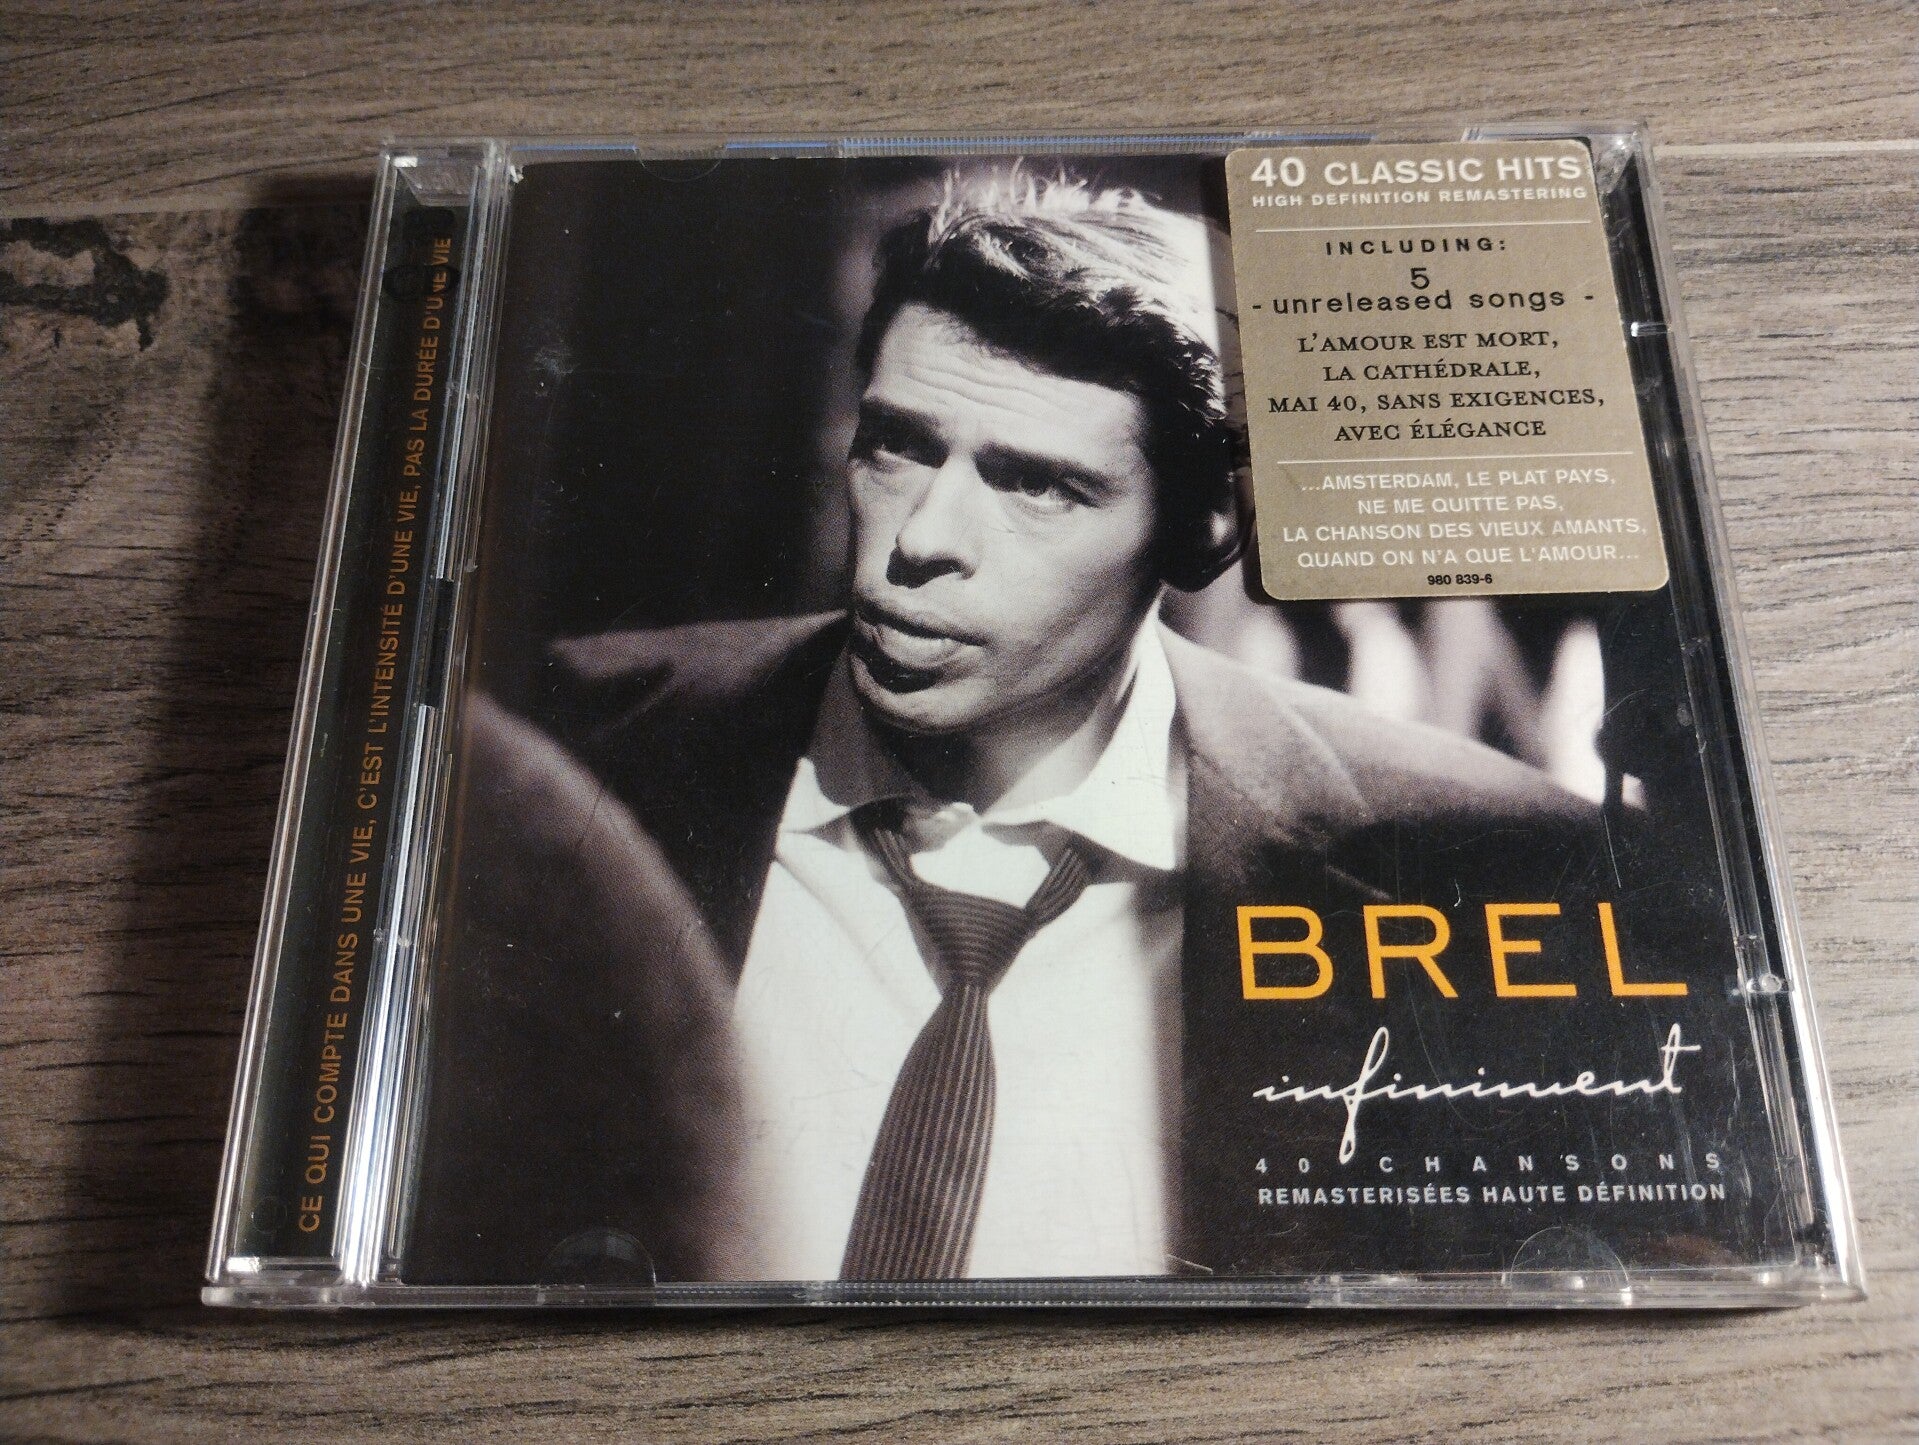 CE QUI COMPTE DANS UNE VIE, C'EST L'INTENSITÉ D'UNE VIE, PAS LA DURÉE D'UNE VIE
40 CLASSIC HITS
HIGH DEFINITION REMASTERING
INCLUDING:
5
- unreleased songs -
L'AMOUR EST MORT,
LA CATHÉDRALE,
MAI 40, SANS EXIGENCES,
AVEC ÉLÉGANCE
...AMSTERDAM, LE PLAT PAYS,
NE ME QUITTE PAS,
LA CHANSON DES VIEUX AMANTS,
QUAND ON N'A QUE L'AMOUR...
980 839-6
BREL
infiniment
40 CHANSONS
REMASTERISÉES HAUTE DÉFINITION